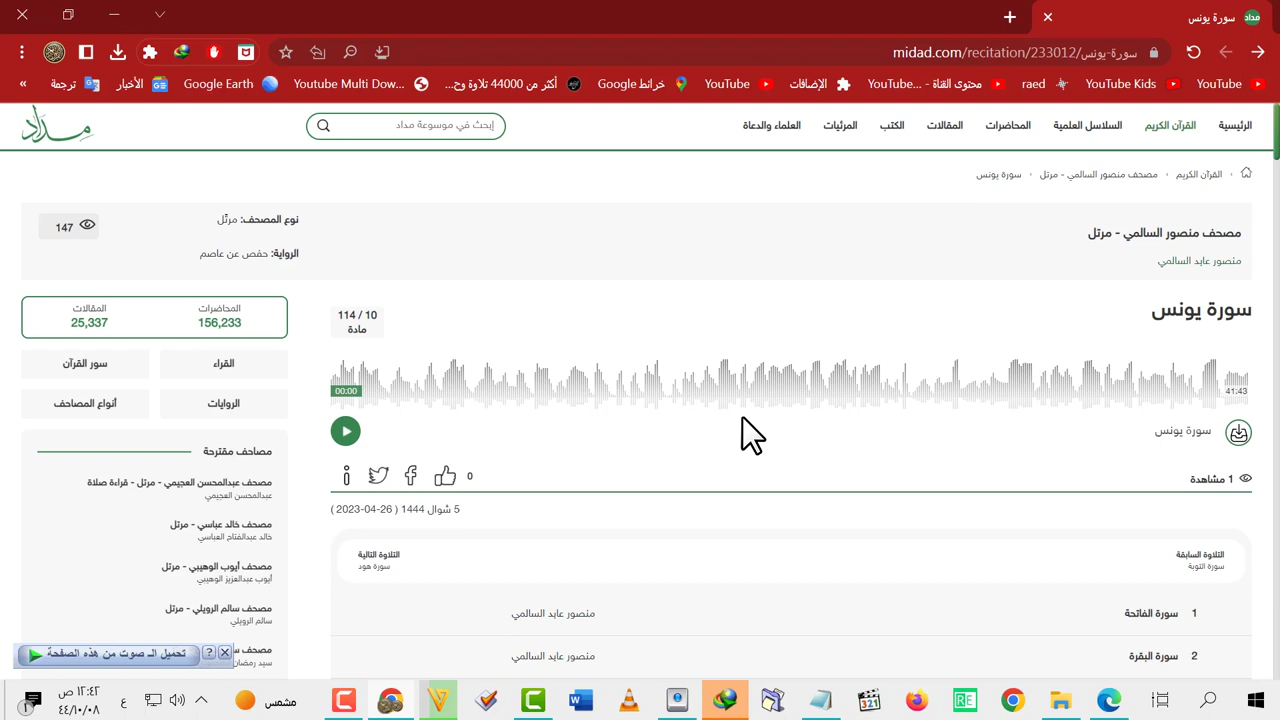 سورة يونس
midad.com/recitation/233012/سورة-يونس
YouTube
YouTube Kids
raed
محتوى القناة - YouTube...
الإضافات
YouTube
خرائط Google
أكثر من 44000 تلاوة وح...
Youtube Multi Dow...
Google Earth
الأخبار
ترجمة
»
الرئيسية
القرآن الكريم
السلاسل العلمية
المحاضرات
المقالات
الكتب
المرئيات
العلماء والدعاة
إبحث في موسوعة مداد
مداد
القرآن الكريم
مصحف منصور السالمي - مرتل
سورة يونس
مصحف منصور السالمي - مرتل
منصور عابد السالمي
نوع المصحف: مرتّل
الرواية: حفص عن عاصم
147
سورة يونس
10 / 114
مادة
00:00
41:43
سورة يونس
1 مشاهدة
0
5 شوال 1444 ( 26-04-2023 )
التلاوة السابقة
سورة التوبة
التلاوة التالية
سورة هود
1 سورة الفاتحة
منصور عابد السالمي
2 سورة البقرة
منصور عابد السالمي
المحاضرات
156,233
المقالات
25,337
القراء
سور القرآن
الروايات
أنواع المصاحف
مصاحف مقترحة
مصحف عبدالمحسن العجيمي - مرتل - قراءة صلاة
عبدالمحسن العجيمي
مصحف خالد عباسي - مرتل
خالد عبدالفتاح العباسي
مصحف أيوب الوهيبي - مرتل
أيوب عبدالعزيز الوهيبي
مصحف سالم الرويلي - مرتل
سالم الرويلي
سيد رمضان
تحميل الـ صوت من هذه الصفحة
?
مشمس
ع
١٢:٤٢ ص
٤٤/١٠/٠٨